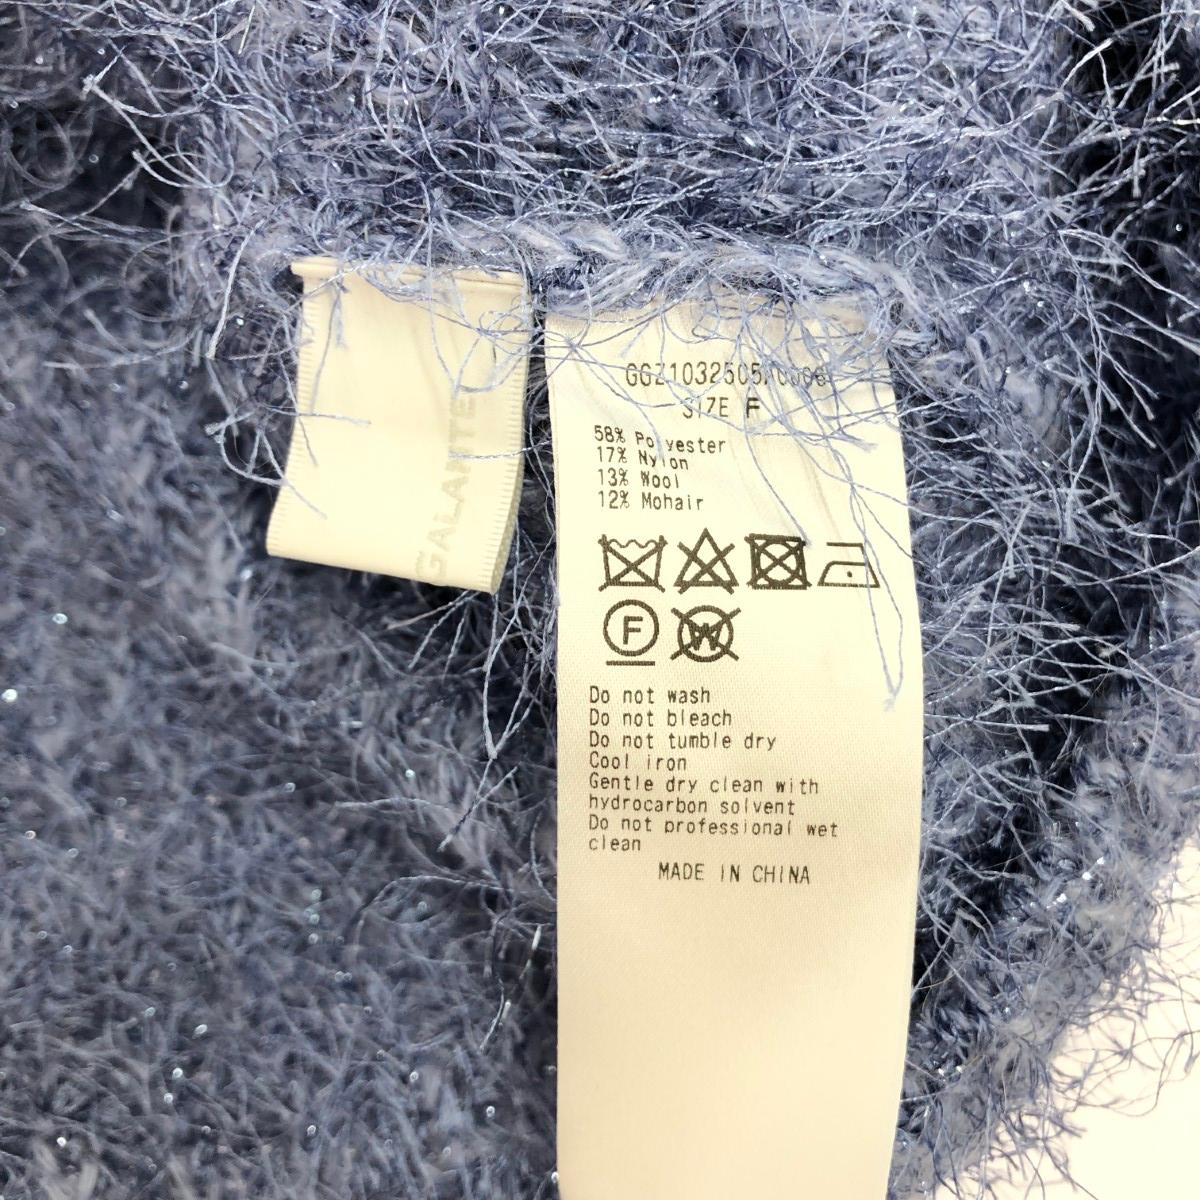 GALANTE
SIZE F
58% Polyester
17% Nylon
13% Wool
12% Mohair
F
W
Do not wash
Do not bleach
Do not tumble dry
Cool iron
Gentle dry clean with
hydrocarbon solvent
Do not professional wet
clean
MADE IN CHINA